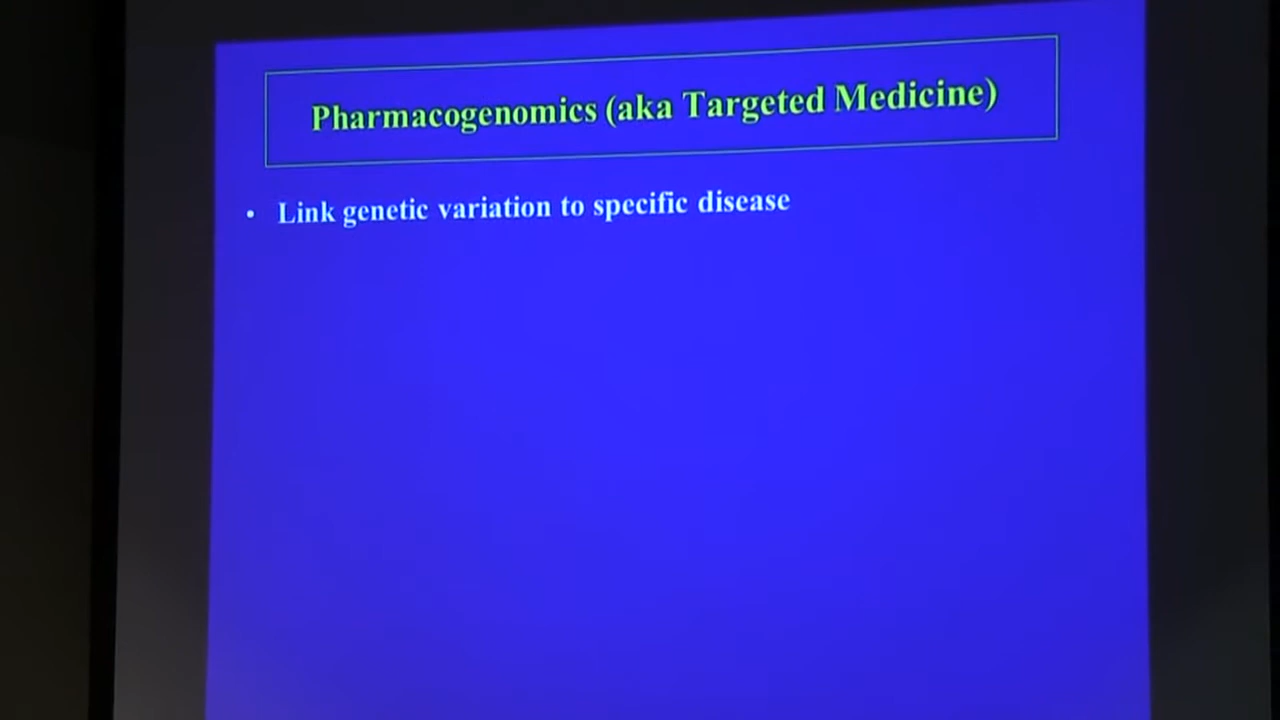 Pharmacogenomics (aka Targeted Medicine)
• Link genetic variation to specific disease